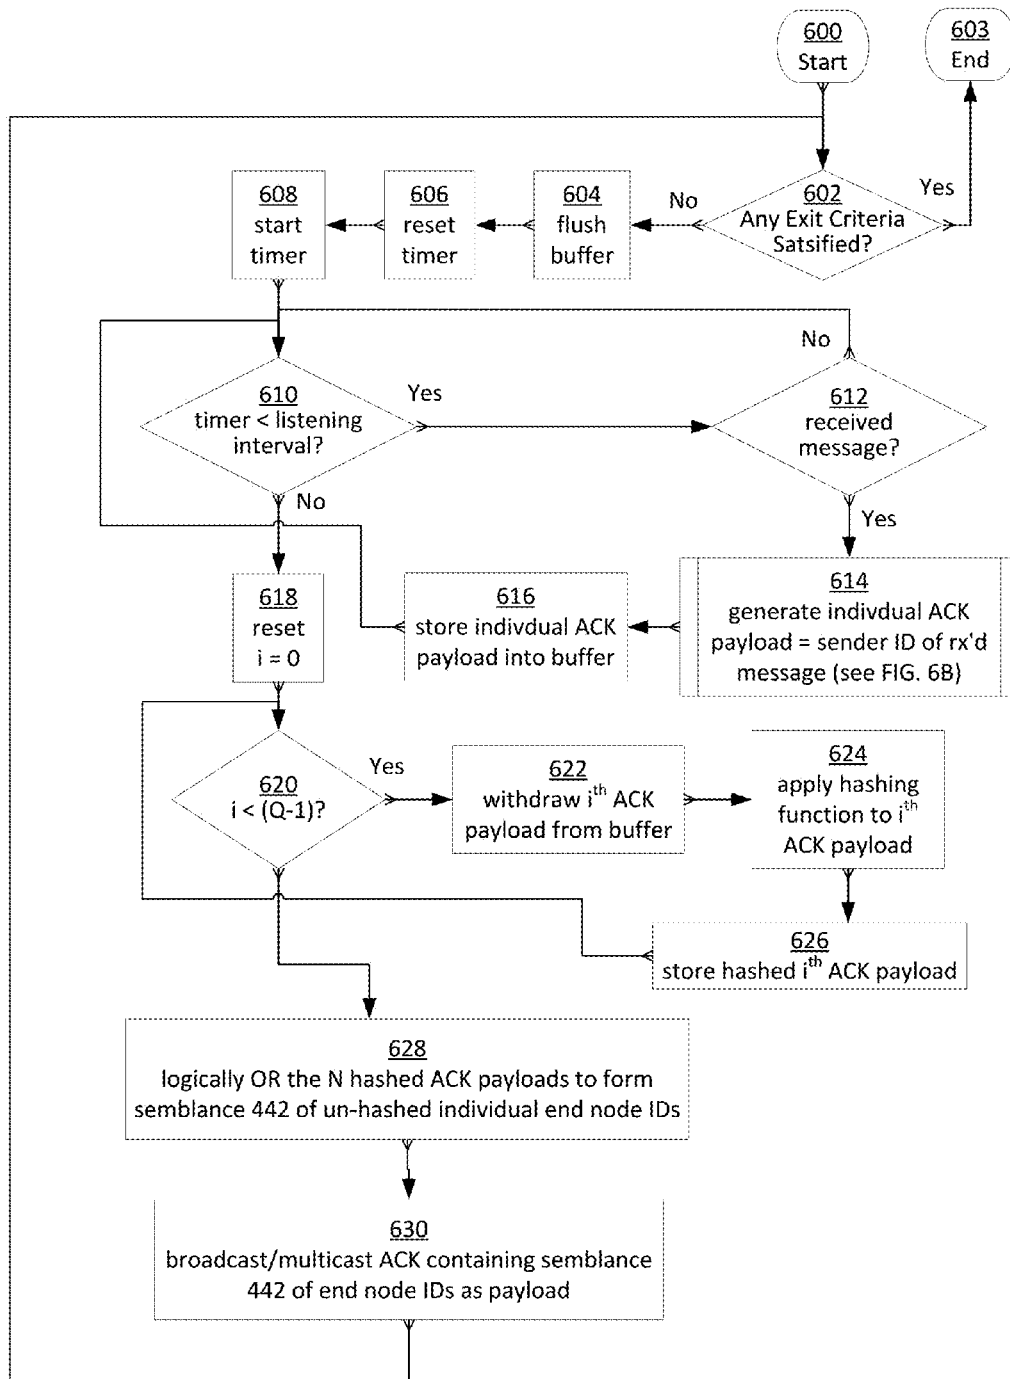 600
Start
603
End
602
Any Exit Criteria
Satsified?
Yes
No
604
flush
buffer
606
reset
timer
608
start
timer
610
timer < listening
interval?
Yes
No
612
received
message?
No
Yes
614
generate indivdual ACK
payload = sender ID of rx'd
message (see FIG. 6B)
616
store indivdual ACK
payload into buffer
618
reset
i = 0
620
i < (Q-1)?
Yes
622
withdraw i^th ACK
payload from buffer
624
apply hashing
function to i^th
ACK payload
626
store hashed i^th ACK payload
628
logically OR the N hashed ACK payloads to form
semblance 442 of un-hashed individual end node IDs
630
broadcast/multicast ACK containing semblance
442 of end node IDs as payload